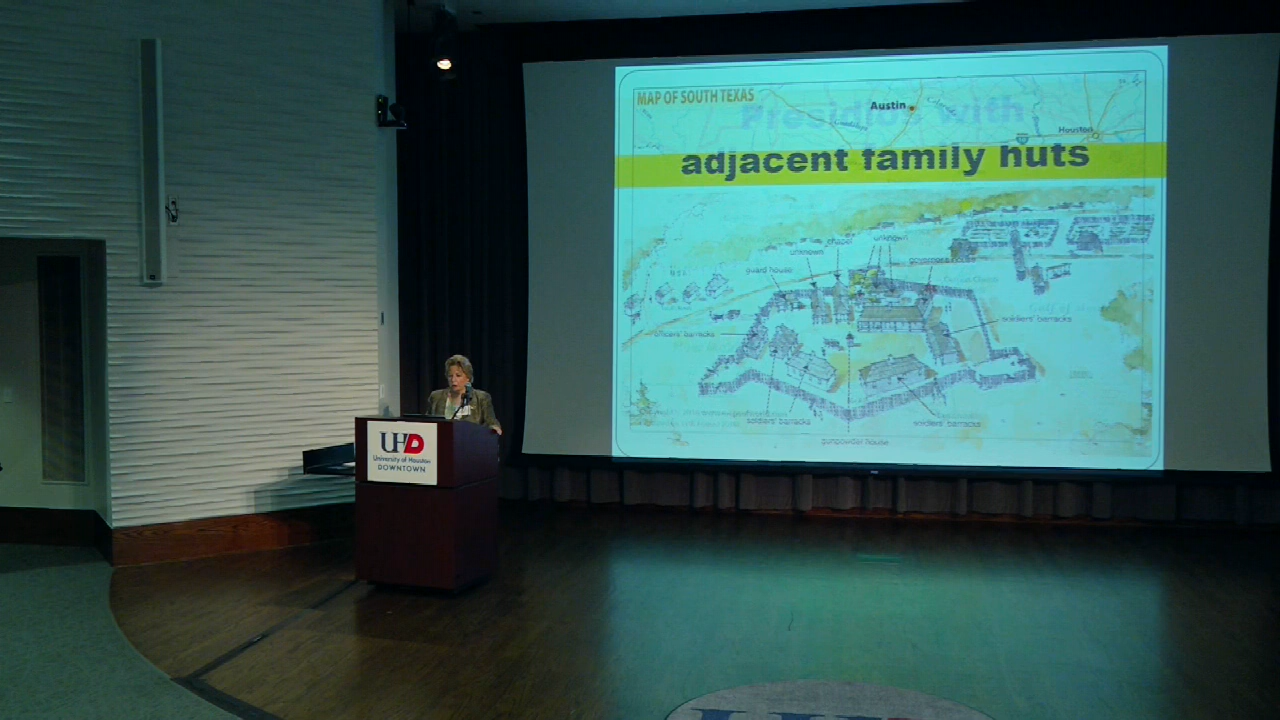 MAP OF SOUTH TEXAS
Austin
Presidios with
Houston
adjacent family huts
chapel
unknown
unknown
guard house
soldiers' barracks
officers' barracks
soldiers' barracks
soldiers' barracks
gunpowder house
UHD
University of Houston
DOWNTOWN
UHD